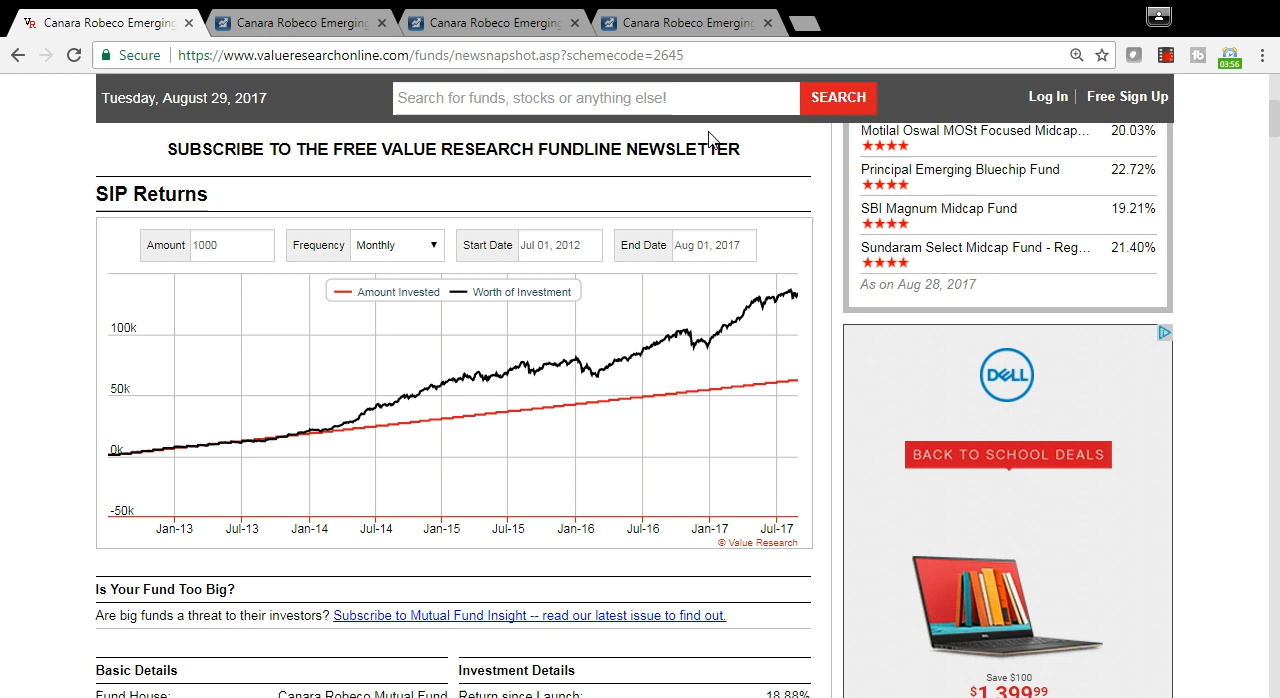 Canara Robeco Emerging
Canara Robeco Emerging
Canara Robeco Emerging
Canara Robeco Emerging
Secure
https://www.valueresearchonline.com/funds/newsnapshot.asp?schemecode=2645
03:56
Tuesday, August 29, 2017
Search for funds, stocks or anything else!
SEARCH
Log In
Free Sign Up
SUBSCRIBE TO THE FREE VALUE RESEARCH FUNDLINE NEWSLETTER
SIP Returns
Amount 1000
Frequency Monthly
Start Date Jul 01, 2012
End Date Aug 01, 2017
Amount Invested Worth of Investment
100k
50k
0k
-50k
Jan-13 Jul-13 Jan-14 Jul-14 Jan-15 Jul-15 Jan-16 Jul-16 Jan-17 Jul-17
© Value Research
Is Your Fund Too Big?
Are big funds a threat to their investors? Subscribe to Mutual Fund Insight -- read our latest issue to find out.
Basic Details
Fund House: Canara Robeco Mutual Fund
Investment Details
Return since Launch: 18.88%
Motilal Oswal MOSt Focused Midcap... 20.03%
Principal Emerging Bluechip Fund 22.72%
SBI Magnum Midcap Fund 19.21%
Sundaram Select Midcap Fund - Reg... 21.40%
As on Aug 28, 2017
DELL
BACK TO SCHOOL DEALS
DELL
Save $100
$1,399.99